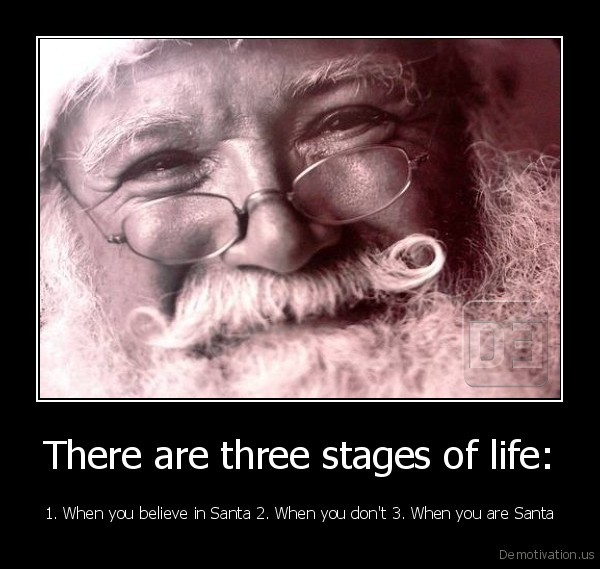 DE
There are three stages of life:
1. When you believe in Santa 2. When you don't 3. When you are Santa
Demotivation.us